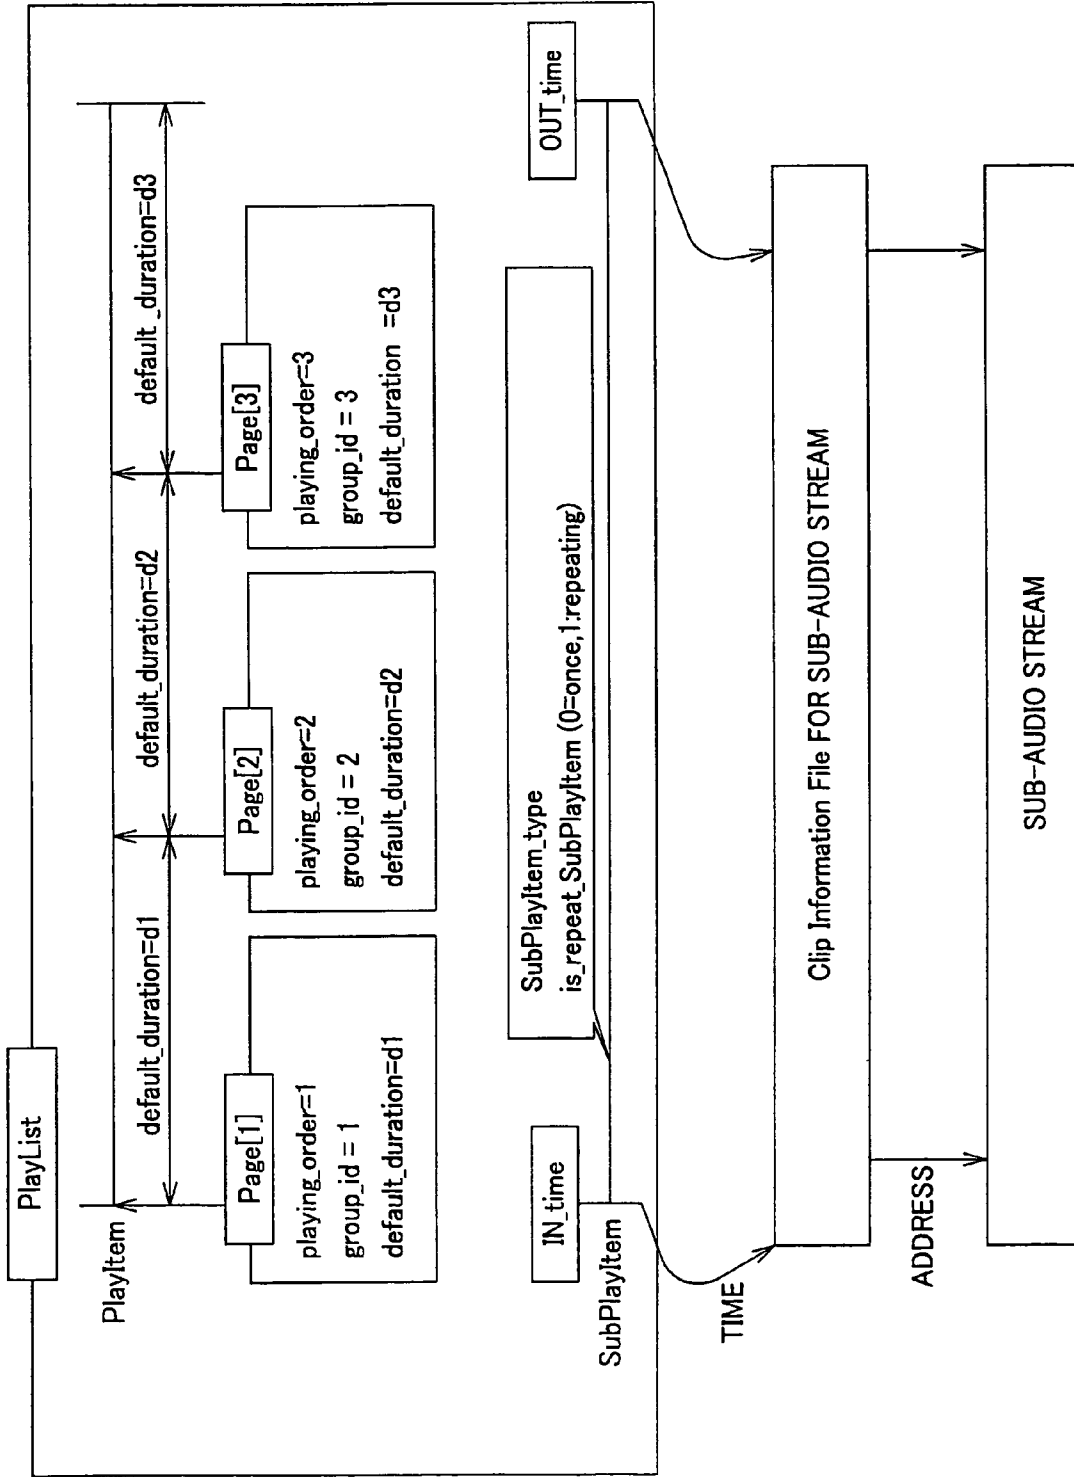 PlayList
PlayItem
default_duration=d1
default_duration=d2
default_duration=d3
Page[1]
playing_order=1
group_id = 1
default_duration=d1
Page[2]
playing_order=2
group_id = 2
default_duration=d2
Page[3]
playing_order=3
group_id = 3
default_duration =d3
IN_time
SubPlayItem_type
is_repeat_SubPlayItem (0=once,1:repeating)
OUT_time
SubPlayItem
TIME
Clip Information File FOR SUB-AUDIO STREAM
ADDRESS
SUB-AUDIO STREAM